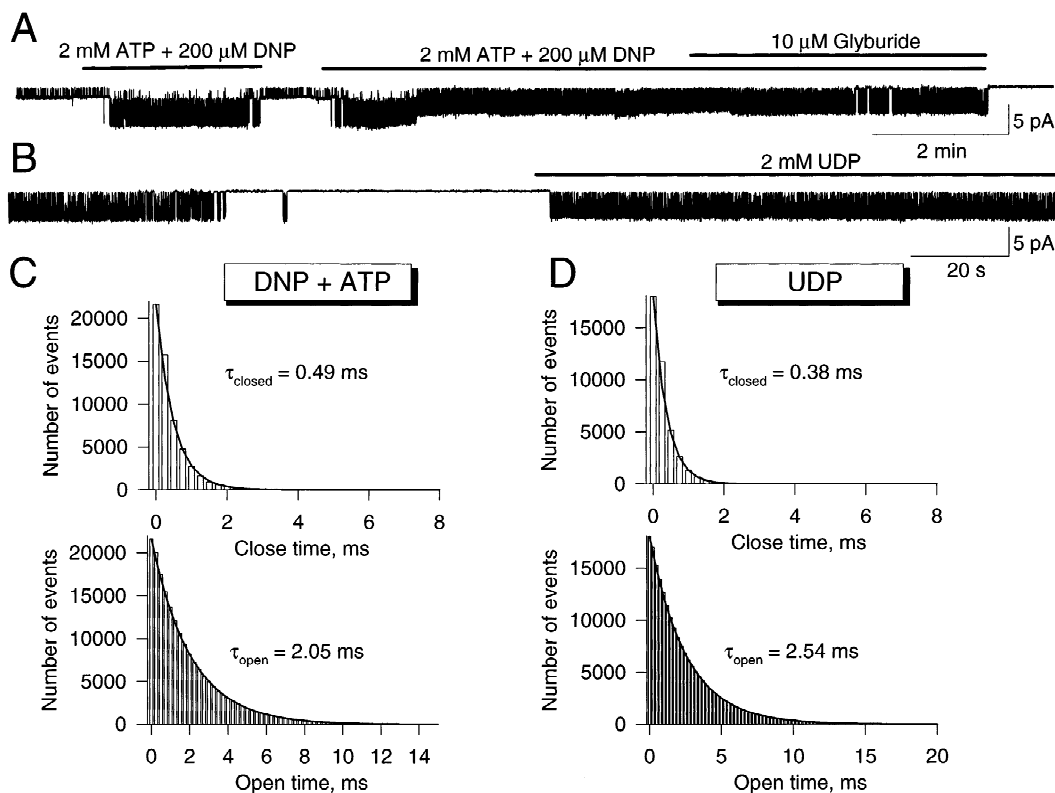 A
2 mM ATP + 200 μM DNP
2 mM ATP + 200 μM DNP
10 μM Glyburide
5 pA
2 min
B
2 mM UDP
5 pA
20 s
C
DNP + ATP
Number of events
20000
15000
10000
5000
0
τclosed = 0.49 ms
0 2 4 6 8
Close time, ms
Number of events
20000
15000
10000
5000
0
τopen = 2.05 ms
0 2 4 6 8 10 12 14
Open time, ms
D
UDP
Number of events
15000
10000
5000
0
τclosed = 0.38 ms
0 2 4 6 8
Close time, ms
Number of events
15000
10000
5000
0
τopen = 2.54 ms
0 5 10 15 20
Open time, ms